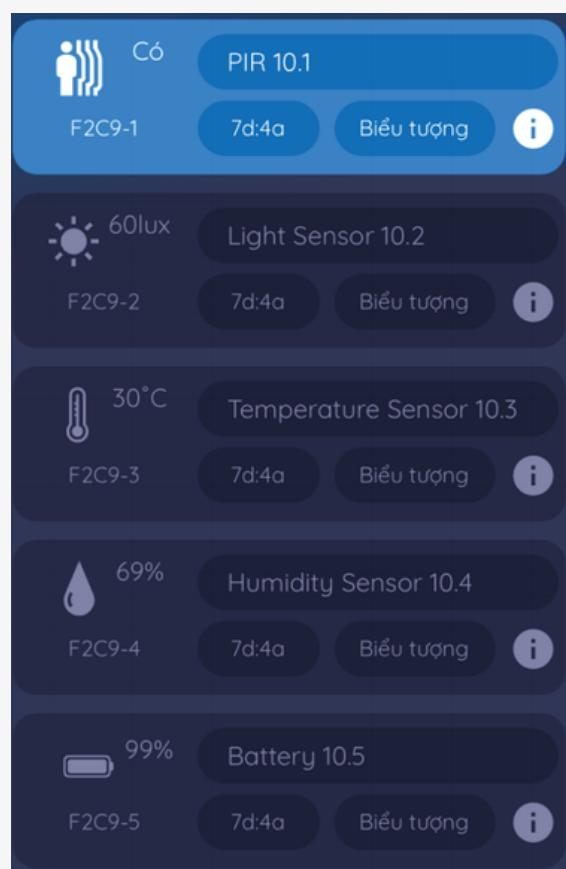 Có
PIR 10.1
F2C9-1
7d:4a
Biểu tượng
60lux
Light Sensor 10.2
F2C9-2
7d:4a
Biểu tượng
30°C
Temperature Sensor 10.3
F2C9-3
7d:4a
Biểu tượng
69%
Humidity Sensor 10.4
F2C9-4
7d:4a
Biểu tượng
99%
Battery 10.5
F2C9-5
7d:4a
Biểu tượng